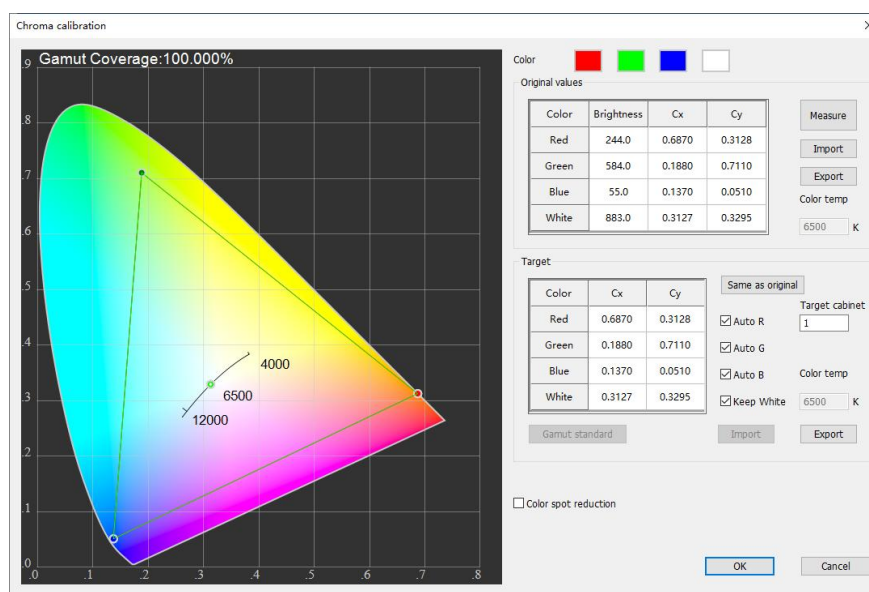 Chroma calibration
Gamut Coverage:100.000%
.9
.8
.7
.6
.5
.4
.3
.2
.1
.0
.0 .1 .2 .3 .4 .5 .6 .7 .8
4000
6500
12000
Color
Original values
Color Brightness Cx Cy
Red 244.0 0.6870 0.3128
Green 584.0 0.1880 0.7110
Blue 55.0 0.1370 0.0510
White 883.0 0.3127 0.3295
Measure
Import
Export
Color temp
6500 K
Target
Color Cx Cy
Red 0.6870 0.3128
Green 0.1880 0.7110
Blue 0.1370 0.0510
White 0.3127 0.3295
Same as original
Target cabinet
1
Auto R
Auto G
Auto B
Color temp
Keep White
6500 K
Gamut standard
Import
Export
Color spot reduction
OK
Cancel